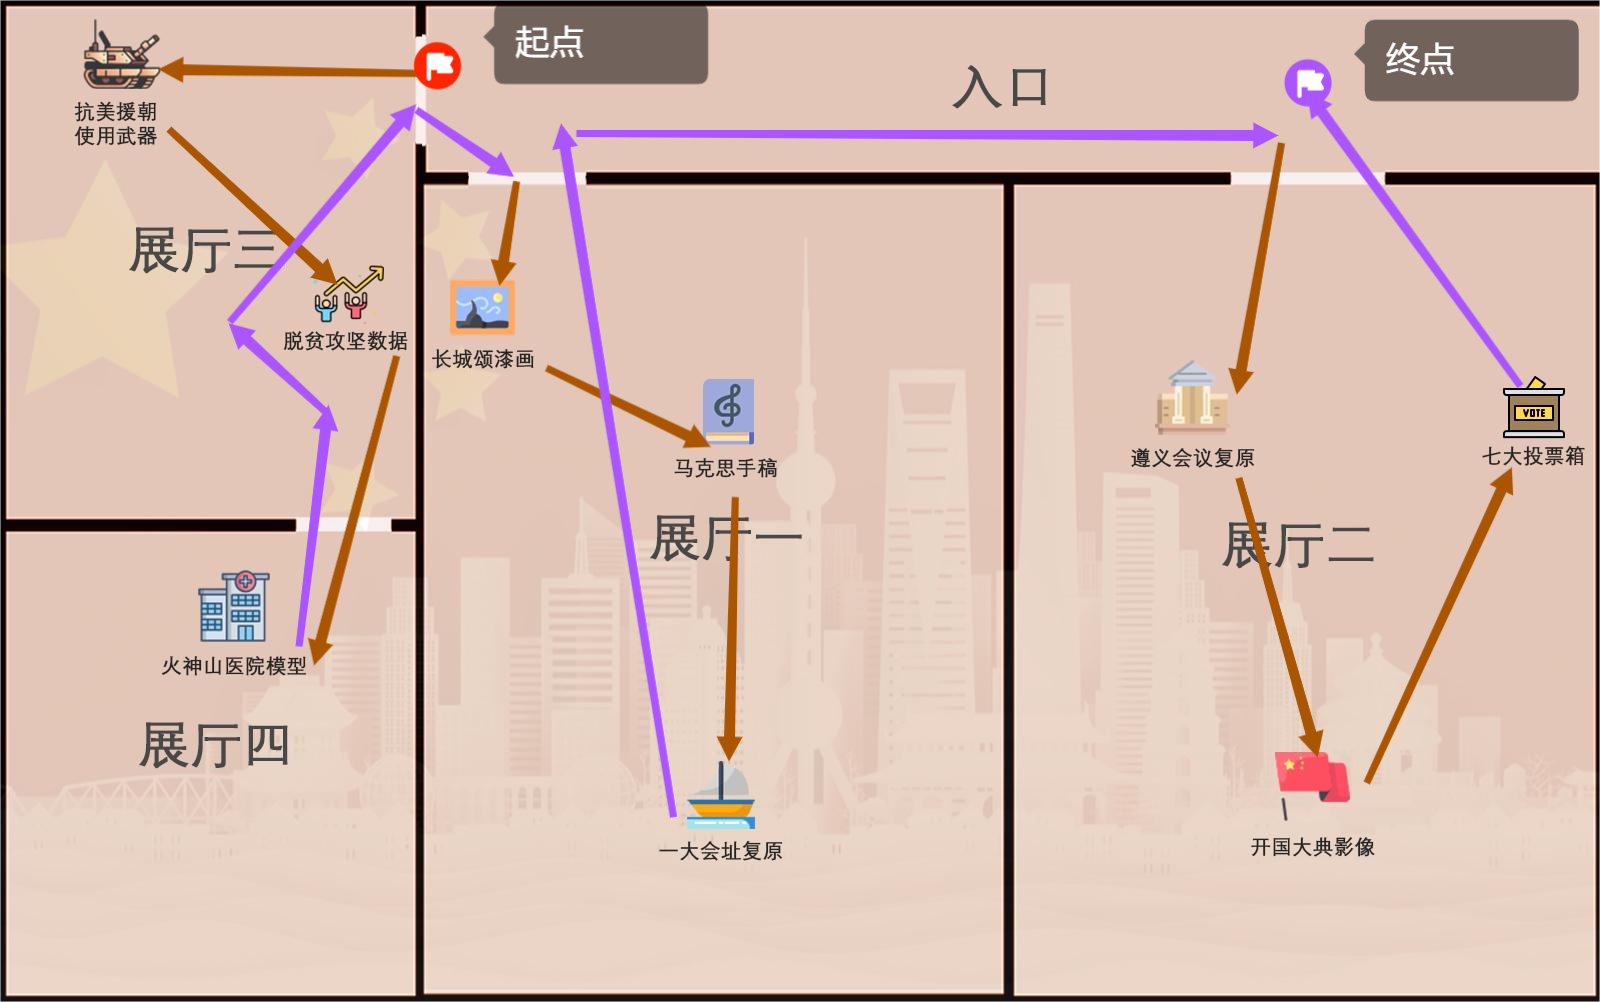 起点
终点
入口
抗美援朝
使用武器
展厅三
脱贫攻坚数据
长城颂漆画
马克思手稿
遵义会议复原
VOTE
七大投票箱
展厅一
展厅二
火神山医院模型
展厅四
一大会址复原
开国大典影像